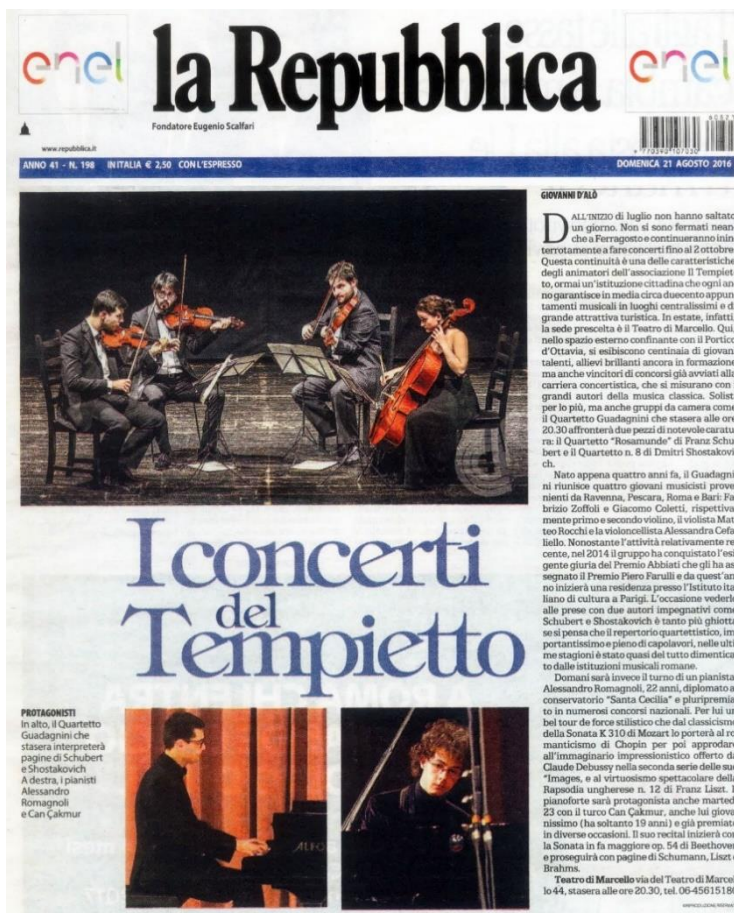 enel
la Repubblica
enel
Fondatore Eugenio Scalfari
www.repubblica.it
9 770390 107030
ANNO 41 - N. 198 IN ITALIA € 2,50 CON L'ESPRESSO
DOMENICA 21 AGOSTO 2016
I concerti
del
Tempietto
PROTAGONISTI
In alto, il Quartetto
Guadagnini che
stasera interpreterà
pagine di Schubert
e Shostakovich
A destra, i pianisti
Alessandro
Romagnoli
e Can Çakmur
GIOVANNI D'ALÒ
DALL'INIZIO di luglio non hanno saltato
un giorno. Non si sono fermati nean
che a Ferragosto e continueranno inin
terrotamente a fare concerti fino al 2 ottobre.
Questa continuità è una delle caratteristiche
degli animatori dell'associazione Il Tempiet
to, ormai un'istituzione cittadina che ogni an
no garantisce in media circa duecento appun
tamenti musicali in luoghi centralissimi e di
grande attrattiva turistica. In estate, infatti,
la sede prescelta è il Teatro di Marcello. Qui,
nello spazio esterno confinante con il Portico
d'Ottavia, si esibiscono centinaia di giovan
talenti, allievi brillanti ancora in formazione
ma anche vincitori di concorsi già avviati alla
carriera concertistica, che si misurano con
grandi autori della musica classica. Solist
per lo più, ma anche gruppi da camera come
il Quartetto Guadagnini che stasera alle ore
20.30 affronterà due pezzi di notevole caratu
ra: il Quartetto "Rosamunde" di Franz Schu
bert e il Quartetto n. 8 di Dmitri Shostakovi
ch.
Nato appena quattro anni fa, il Guadagni
ni riunisce quattro giovani musicisti prove
nienti da Ravenna, Pescara, Roma e Bari: Fa
brizio Zoffoli e Giacomo Coletti, rispettiva
mente primo e secondo violino, il violista Mat
teo Rocchi e la violoncellista Alessandra Cefa
liello. Nonostante l'attività relativamente re
cente, nel 2014 il gruppo ha conquistato l'esi
gente giuria del Premio Abbiati che gli ha as
segnato il Premio Piero Farulli e da quest'an
no inizierà una residenza presso l'Istituto ita
liano di cultura a Parigi. L'occasione vederlo
alle prese con due autori impegnativi come
Schubert e Shostakovich è tanto più ghiotta
se si pensa che il repertorio quartettistico, im
portantissimo e pieno di capolavori, nelle ulti
me stagioni è stato quasi del tutto dimentica
to dalle istituzioni musicali romane.
Domani sarà invece il turno di un pianista
Alessandro Romagnoli, 22 anni, diplomato a
conservatorio "Santa Cecilia" e pluripremia
to in numerosi concorsi nazionali. Per lui un
bel tour de force stilistico che dal classicismo
della Sonata K 310 di Mozart lo porterà al ro
manticismo di Chopin per poi approdare
all'immaginario impressionistico offerto da
Claude Debussy nella seconda serie delle sue
"Images, e al virtuosismo spettacolare della
Rapsodia ungherese n. 12 di Franz Liszt. I
pianoforte sarà protagonista anche marted
23 con il turco Can Çakmur, anche lui giova
nissimo (ha soltanto 19 anni) e già premiato
in diverse occasioni. Il suo recital inizierà con
la Sonata in fa maggiore op. 54 di Beethoven
e proseguirà con pagine di Schumann, Liszt e
Brahms.
Teatro di Marcello via del Teatro di Marcel
lo 44, stasera alle ore 20.30, tel. 06-45615180